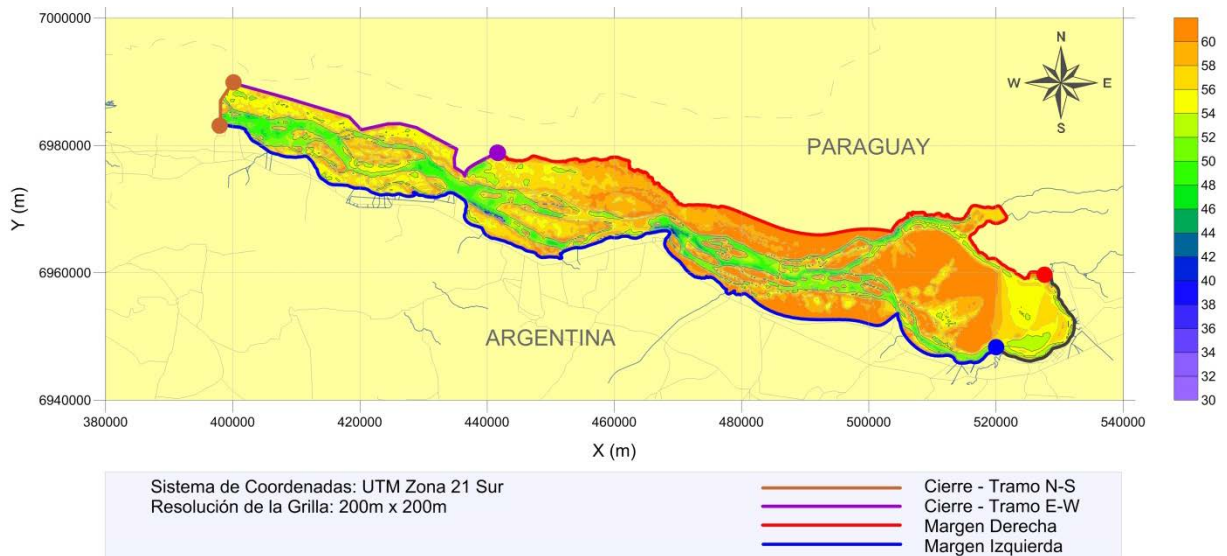 7000000
6980000
6960000
6940000
Y (m)
380000
400000
420000
440000
460000
480000
500000
520000
540000
X (m)
PARAGUAY
ARGENTINA
N
W
E
S
60
58
56
54
52
50
48
46
44
42
40
38
36
34
32
30
Sistema de Coordenadas: UTM Zona 21 Sur
Resolución de la Grilla: 200m x 200m
Cierre - Tramo N-S
Cierre - Tramo E-W
Margen Derecha
Margen Izquierda